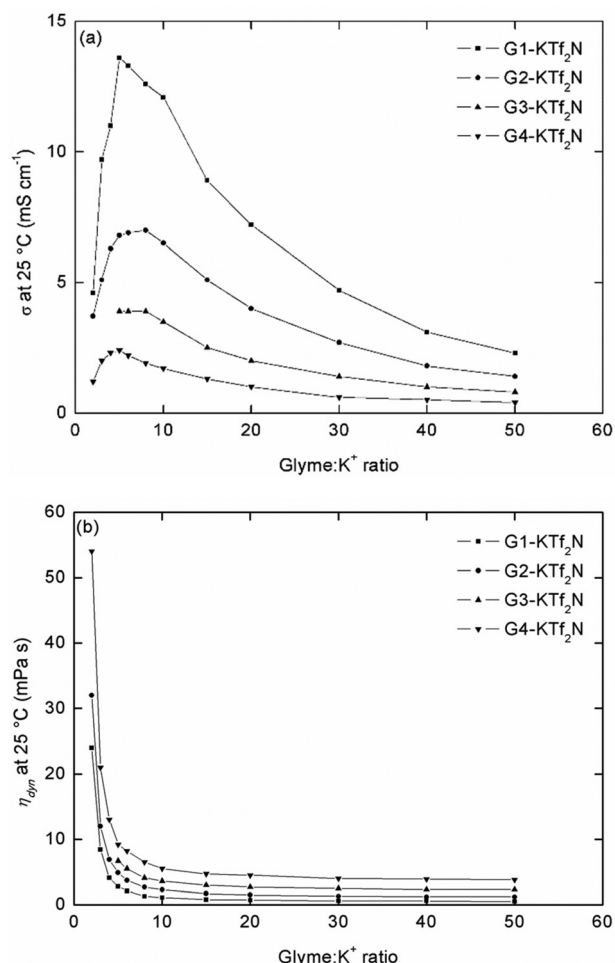 (a)
G1-KTf₂N
G2-KTf₂N
G3-KTf₂N
G4-KTf₂N
15
10
5
0
σ at 25 °C (mS cm⁻¹)
0 10 20 30 40 50 60
Glyme:K⁺ ratio
(b)
G1-KTf₂N
G2-KTf₂N
G3-KTf₂N
G4-KTf₂N
60
50
40
30
20
10
0
η_dyn at 25 °C (mPa s)
0 10 20 30 40 50 60
Glyme:K⁺ ratio